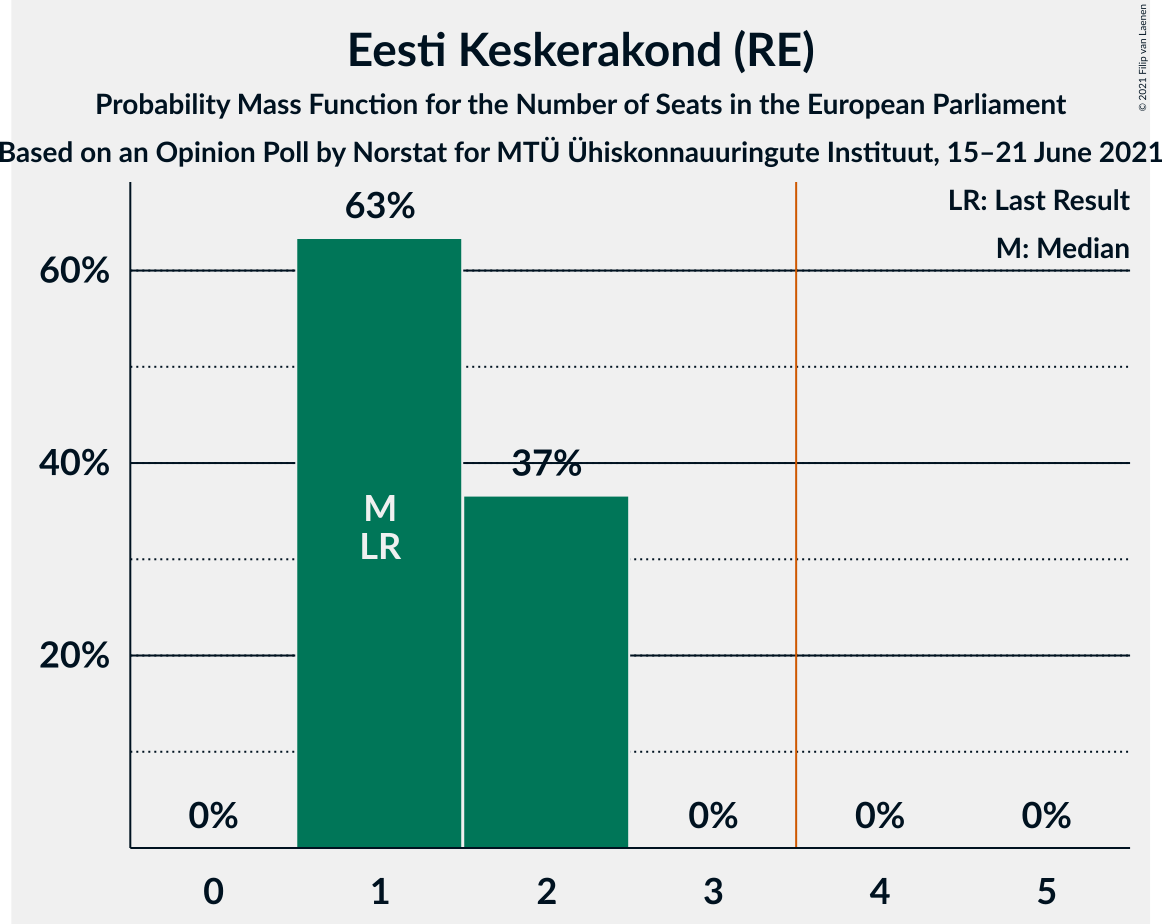 Eesti Keskerakond (RE)
Probability Mass Function for the Number of Seats in the European Parliament
Based on an Opinion Poll by Norstat for MTÜ Ühiskonnauuringute Instituut, 15–21 June 2021
© 2021 Filip van Laenen
LR: Last Result
M: Median
63%
60%
40%
37%
M
LR
20%
0%
0%
0%
0%
0
1
2
3
4
5